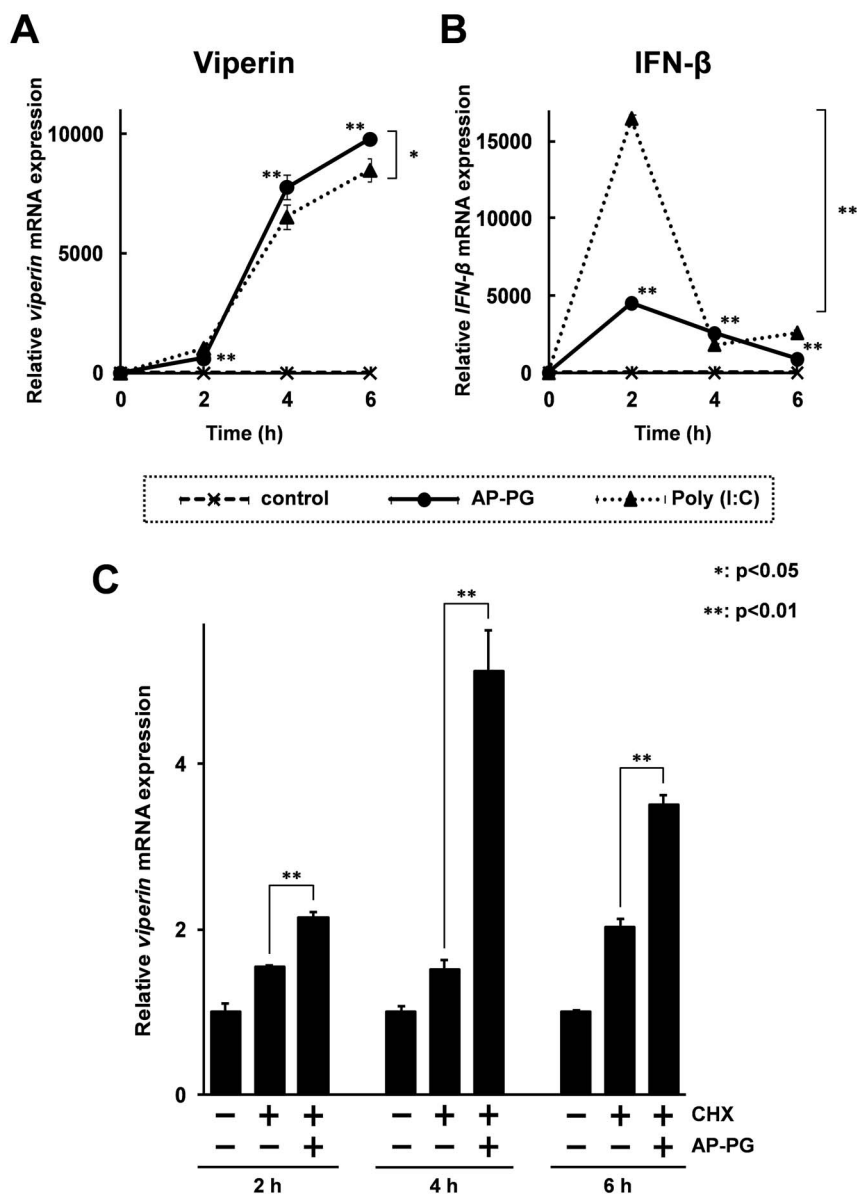 A
Viperin
Relative viperin mRNA expression
10000
5000
0
**
**
**
*
0 2 4 6
Time (h)
B
IFN-β
Relative IFN-β mRNA expression
15000
10000
5000
0
**
**
**
**
0 2 4 6
Time (h)
control AP-PG Poly (I:C)
*: p<0.05
**: p<0.01
C
Relative viperin mRNA expression
4
2
0
**
**
**
− + + − + + − + + CHX
− − + − − + − − + AP-PG
2 h 4 h 6 h